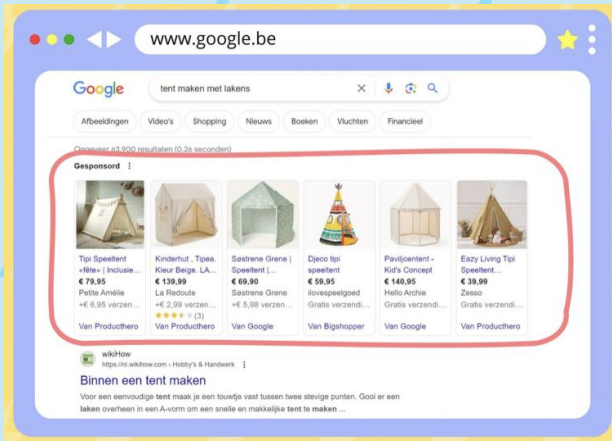 www.google.be
Google
tent maken met lakens
Afbeeldingen Video's Shopping Nieuws Boeken Vluchten Financieel
Ongeveer 63.900 resultaten (0,26 seconden)
Gesponsord
Tipi Speeltent
«fête» | Inclusie...
€ 79,95
Petite Amélie
+€ 6,95 verzen...
Van Producthero
Kinderhut , Tipea.
Kleur Beige. LA...
€ 139,99
La Redoute
+€ 2,99 verzen...
(3)
Van Producthero
Søstrene Grene |
Speeltent |...
€ 69,90
Søstrene Grene
+€ 5,98 verzen...
Van Google
Djeco tipi
speeltent
€ 59,95
ilovespeelgoed
Gratis verzendi...
Van Bigshopper
Paviljoentent -
Kid's Concept
€ 140,95
Hello Archie
Gratis verzendi...
Van Google
Eazy Living Tipi
Speeltent...
€ 39,99
Zesso
Gratis verzendi...
Van Producthero
wikiHow
https://nl.wikihow.com › Hobby's & Handwerk
Binnen een tent maken
Voor een eenvoudige tent maak je een touwtje vast tussen twee stevige punten. Gooi er een
laken overheen in een A-vorm om een snelle en makkelijke tent te maken ...